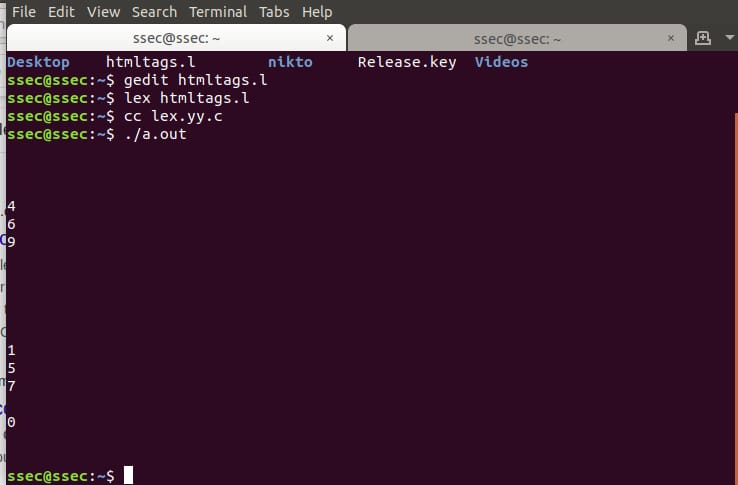 File Edit View Search Terminal Tabs Help
ssec@ssec: ~ × ssec@ssec: ~ ×
Desktop htmltags.l nikto Release.key Videos
ssec@ssec:~$ gedit htmltags.l
ssec@ssec:~$ lex htmltags.l
ssec@ssec:~$ cc lex.yy.c
ssec@ssec:~$ ./a.out
4
6
9
1
5
7
0
ssec@ssec:~$